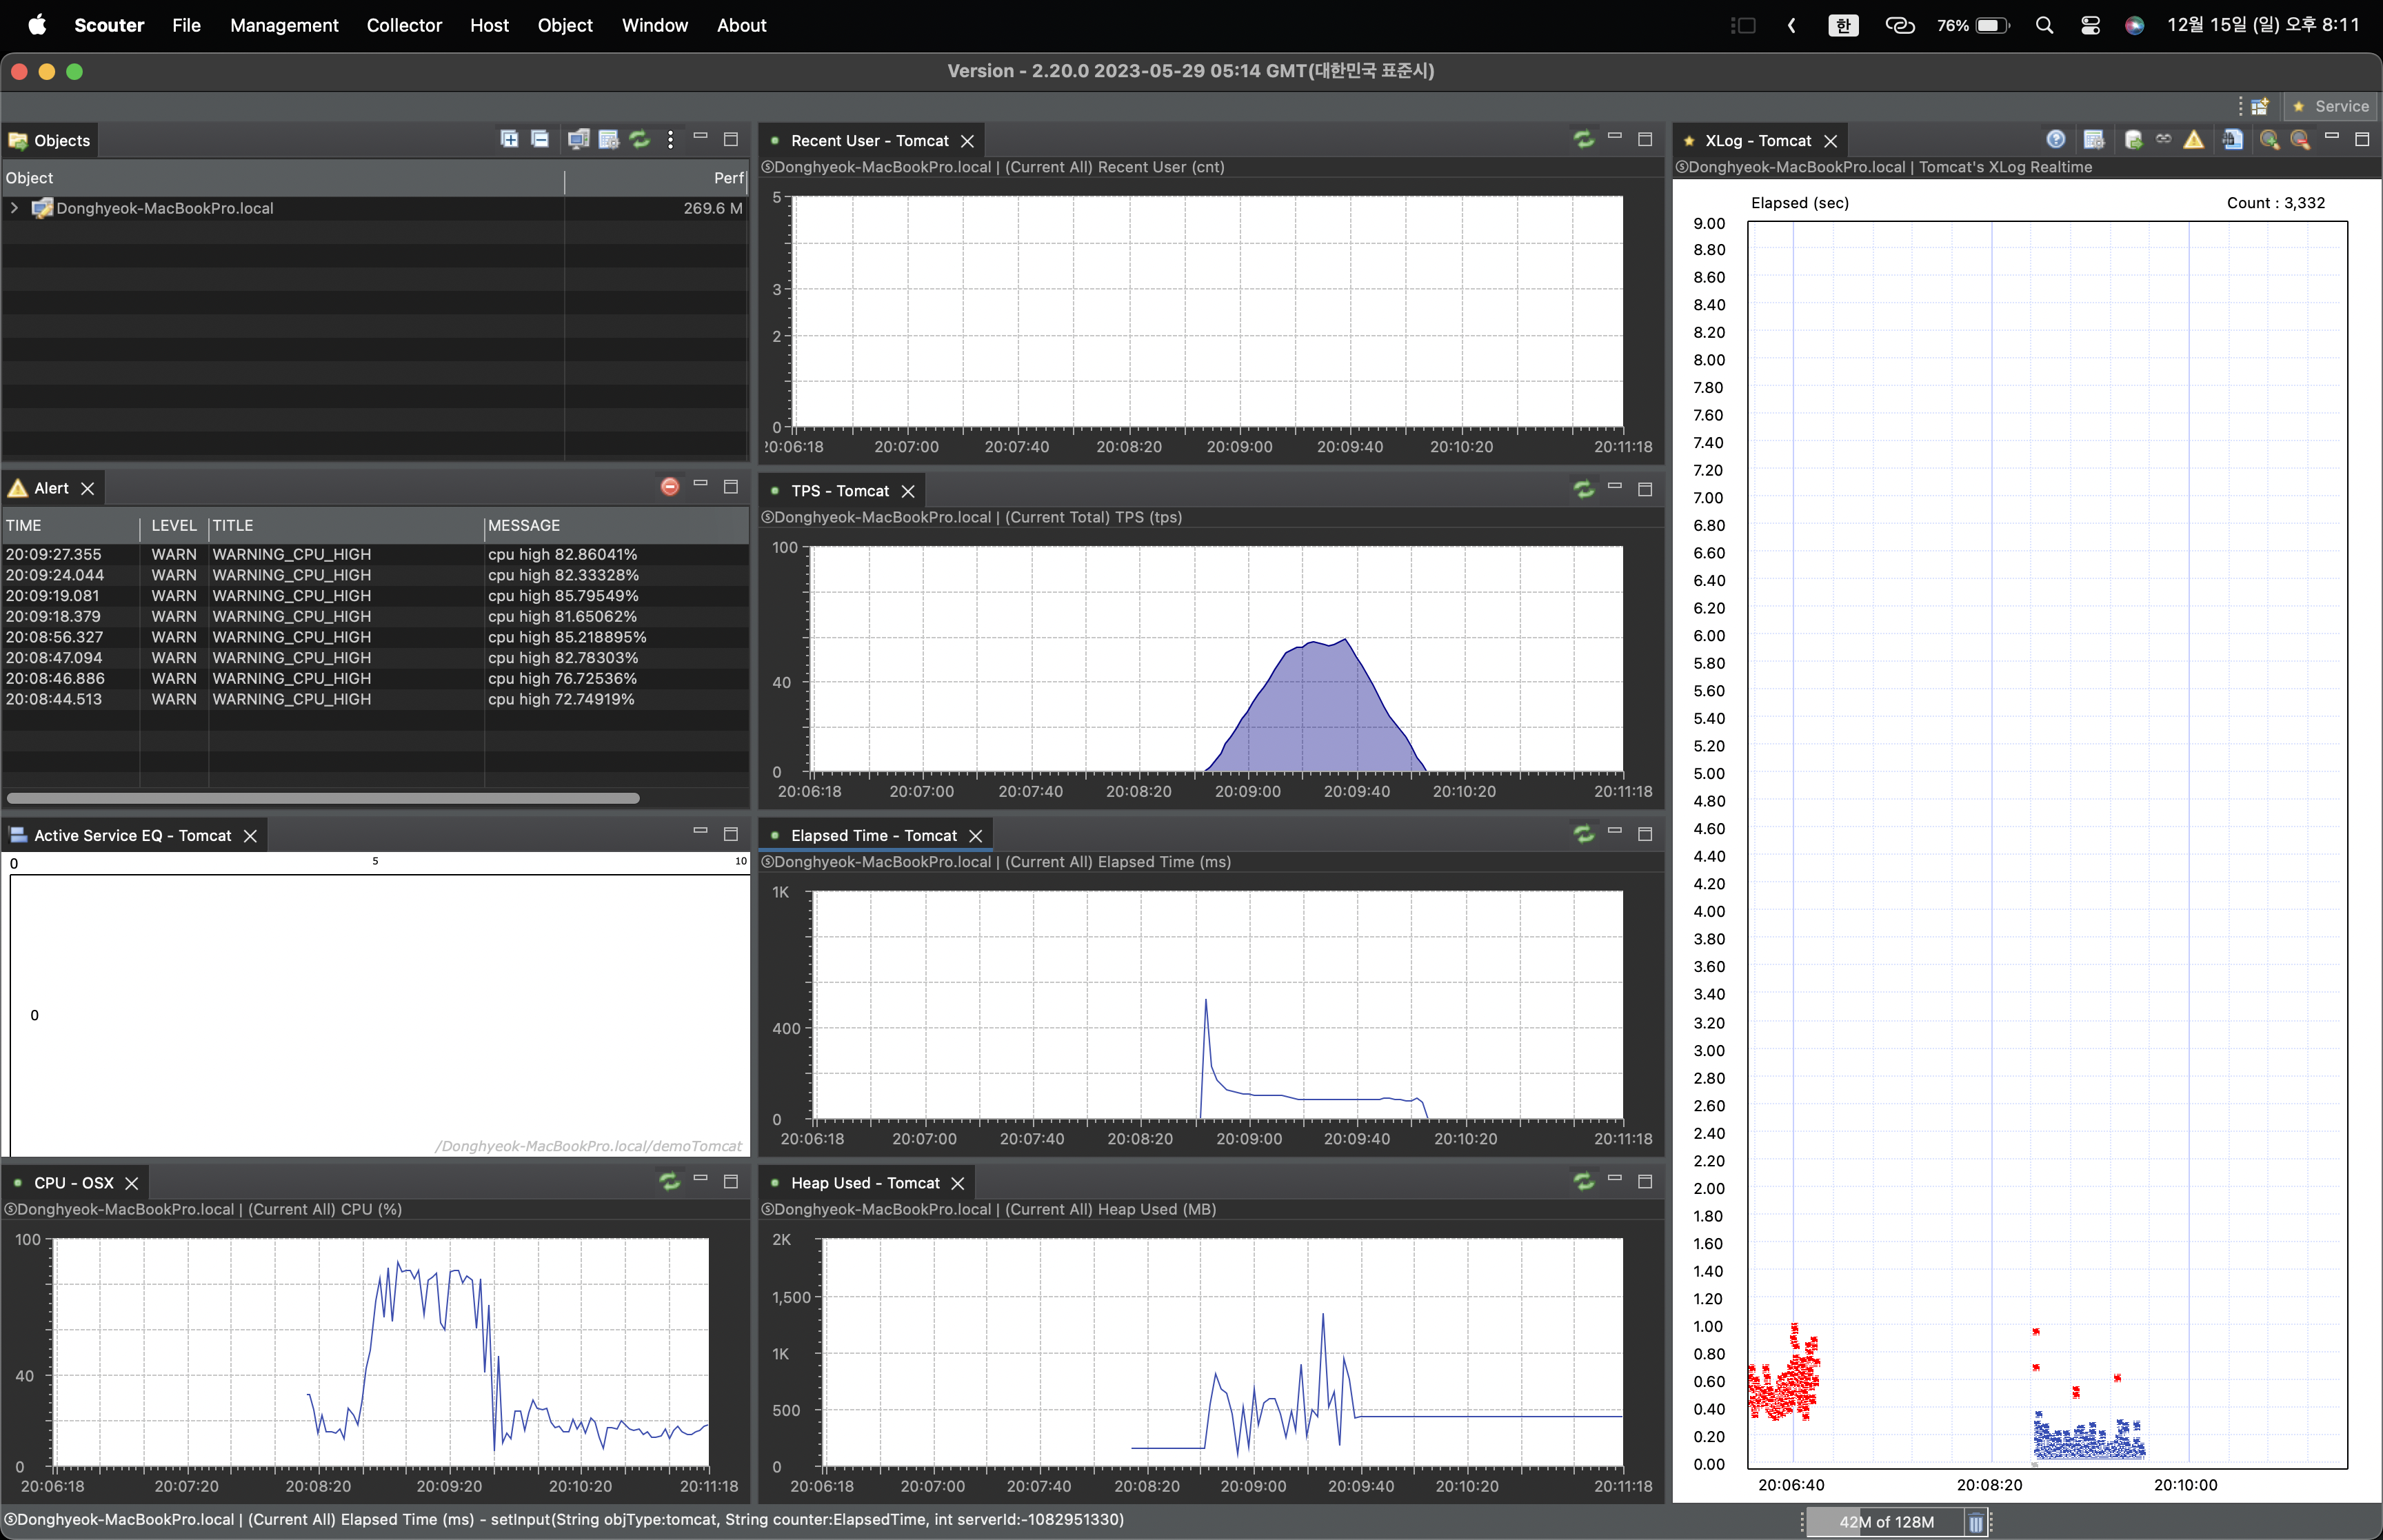 Scouter File Management Collector Host Object Window About 한 76% 12월 15일 (일) 오후 8:11
Version - 2.20.0 2023-05-29 05:14 GMT(대한민국 표준시)
Service
Objects
Object Perf
Donghyeok-MacBookPro.local 269.6 M
Alert
TIME LEVEL TITLE MESSAGE
20:09:27.355 WARN WARNING_CPU_HIGH cpu high 82.86041%
20:09:24.044 WARN WARNING_CPU_HIGH cpu high 82.33328%
20:09:19.081 WARN WARNING_CPU_HIGH cpu high 85.79549%
20:09:18.379 WARN WARNING_CPU_HIGH cpu high 81.65062%
20:08:56.327 WARN WARNING_CPU_HIGH cpu high 85.218895%
20:08:47.094 WARN WARNING_CPU_HIGH cpu high 82.78303%
20:08:46.886 WARN WARNING_CPU_HIGH cpu high 76.72536%
20:08:44.513 WARN WARNING_CPU_HIGH cpu high 72.74919%
Active Service EQ - Tomcat
0 5 10
0
/Donghyeok-MacBookPro.local/demoTomcat
CPU - OSX
ⓢDonghyeok-MacBookPro.local | (Current All) CPU (%)
100
40
0
20:06:18 20:07:20 20:08:20 20:09:20 20:10:20 20:11:18
Recent User - Tomcat
ⓢDonghyeok-MacBookPro.local | (Current All) Recent User (cnt)
5
3
2
0
20:06:18 20:07:00 20:07:40 20:08:20 20:09:00 20:09:40 20:10:20 20:11:18
TPS - Tomcat
ⓢDonghyeok-MacBookPro.local | (Current Total) TPS (tps)
100
40
0
20:06:18 20:07:00 20:07:40 20:08:20 20:09:00 20:09:40 20:10:20 20:11:18
Elapsed Time - Tomcat
ⓢDonghyeok-MacBookPro.local | (Current All) Elapsed Time (ms)
1K
400
0
20:06:18 20:07:00 20:07:40 20:08:20 20:09:00 20:09:40 20:10:20 20:11:18
Heap Used - Tomcat
ⓢDonghyeok-MacBookPro.local | (Current All) Heap Used (MB)
2K
1,500
1K
500
0
20:06:18 20:07:00 20:07:40 20:08:20 20:09:00 20:09:40 20:10:20 20:11:18
XLog - Tomcat
ⓢDonghyeok-MacBookPro.local | Tomcat's XLog Realtime
Elapsed (sec) Count : 3,332
9.00
8.80
8.60
8.40
8.20
8.00
7.80
7.60
7.40
7.20
7.00
6.80
6.60
6.40
6.20
6.00
5.80
5.60
5.40
5.20
5.00
4.80
4.60
4.40
4.20
4.00
3.80
3.60
3.40
3.20
3.00
2.80
2.60
2.40
2.20
2.00
1.80
1.60
1.40
1.20
1.00
0.80
0.60
0.40
0.20
0.00
20:06:40 20:08:20 20:10:00
ⓢDonghyeok-MacBookPro.local | (Current All) Elapsed Time (ms) - setInput(String objType:tomcat, String counter:ElapsedTime, int serverId:-1082951330)
42M of 128M